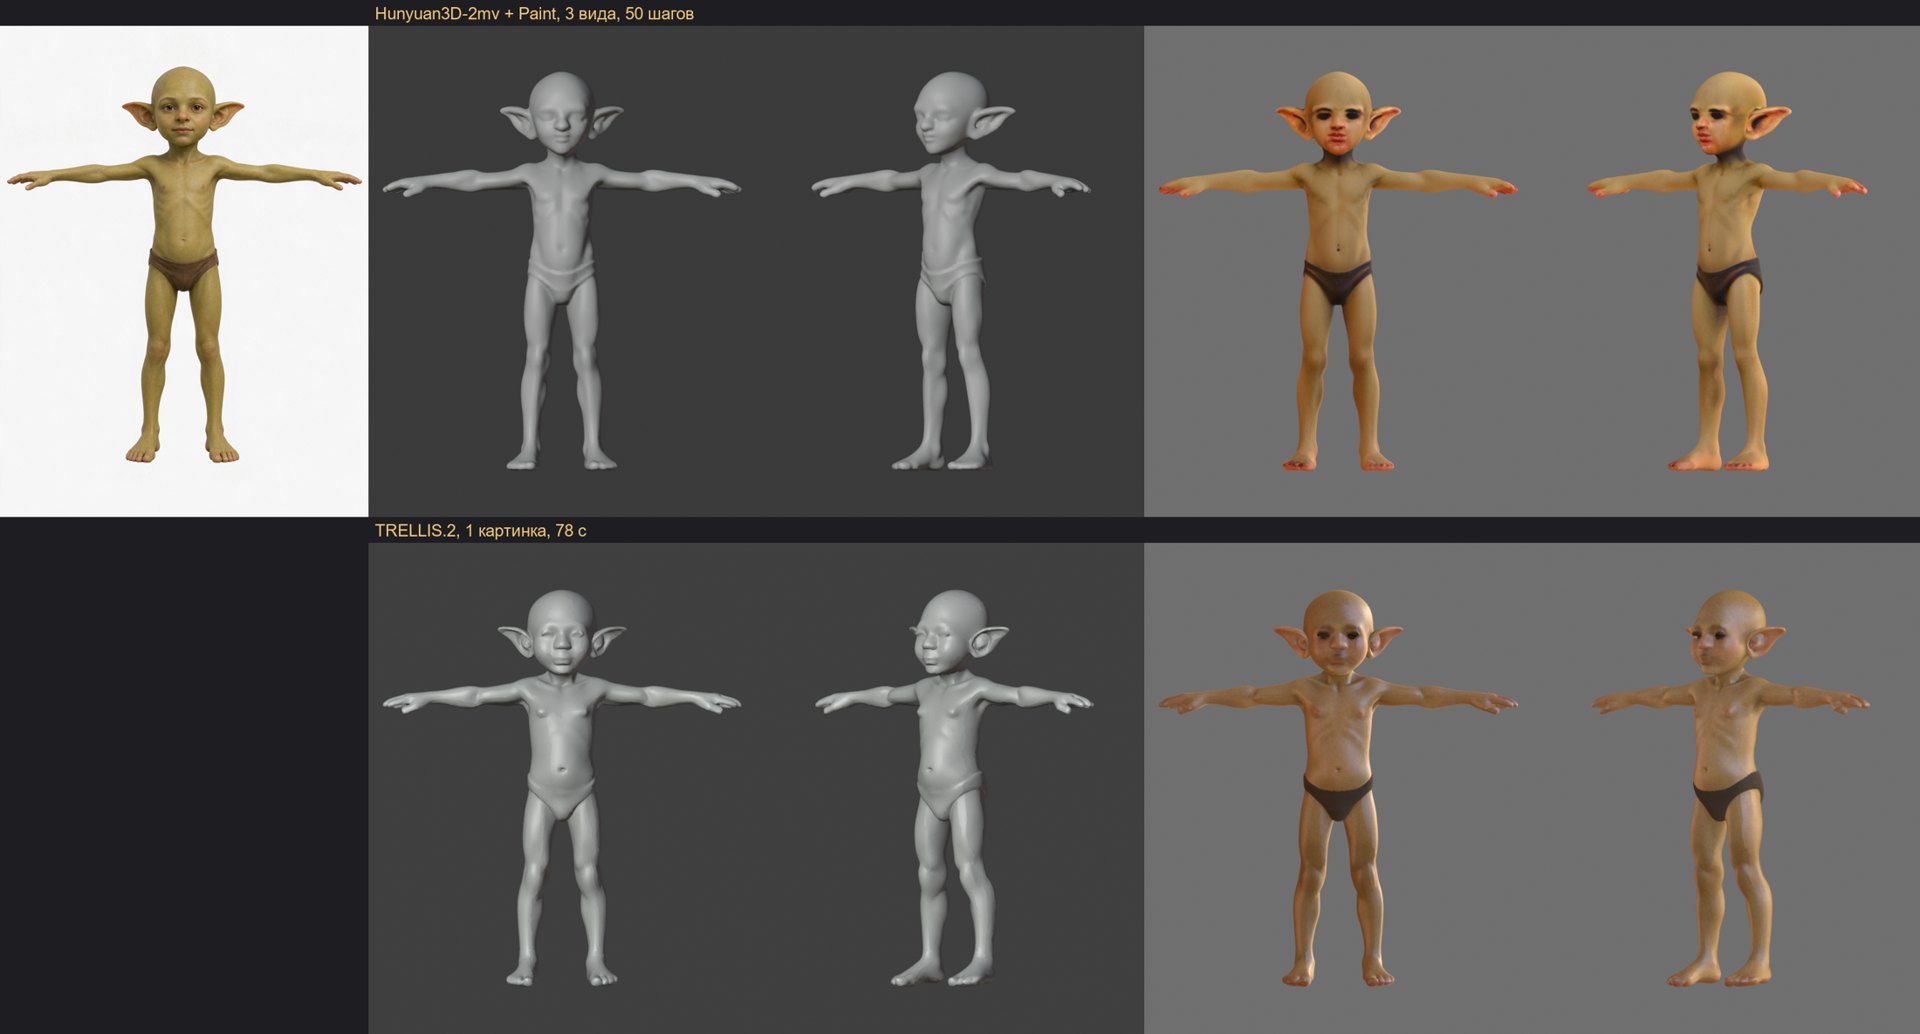 Hunyuan3D-2mv + Paint, 3 вида, 50 шагов
TRELLIS.2, 1 картинка, 78 с